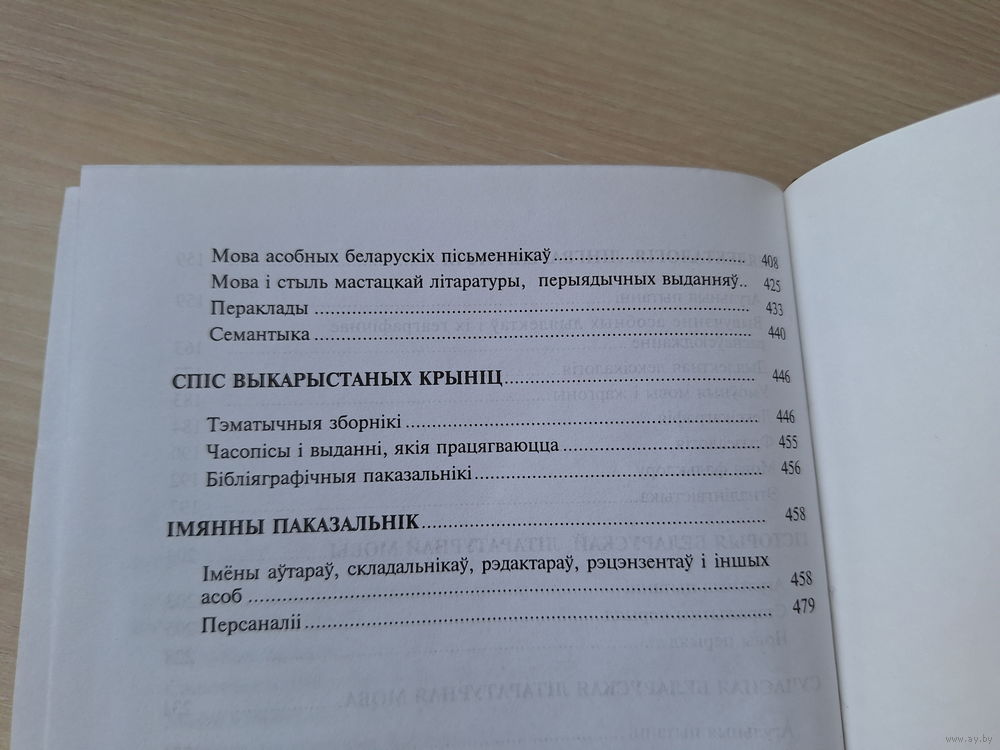 Мова асобных беларускіх пісьменнікаў.......................................... 408
Мова і стыль мастацкай літаратуры, перыядычных выданняў.. 425
Пераклады .............................................................................. 433
Семантыка .............................................................................. 440
СПІС ВЫКАРЫСТАНЫХ КРЫНІЦ.............................................. 446
Тэматычныя зборнікі ................................................................ 446
Часопісы і выданні, якія працягваюцца ..................................... 455
Бібліяграфічныя паказальнікі .................................................... 456
ІМЯННЫ ПАКАЗАЛЬНІК............................................................ 458
Імёны аўтараў, складальнікаў, рэдактараў, рэцэнзентаў і іншых
асоб ........................................................................................ 458
Персаналіі ................................................................................ 479
www.ay.by